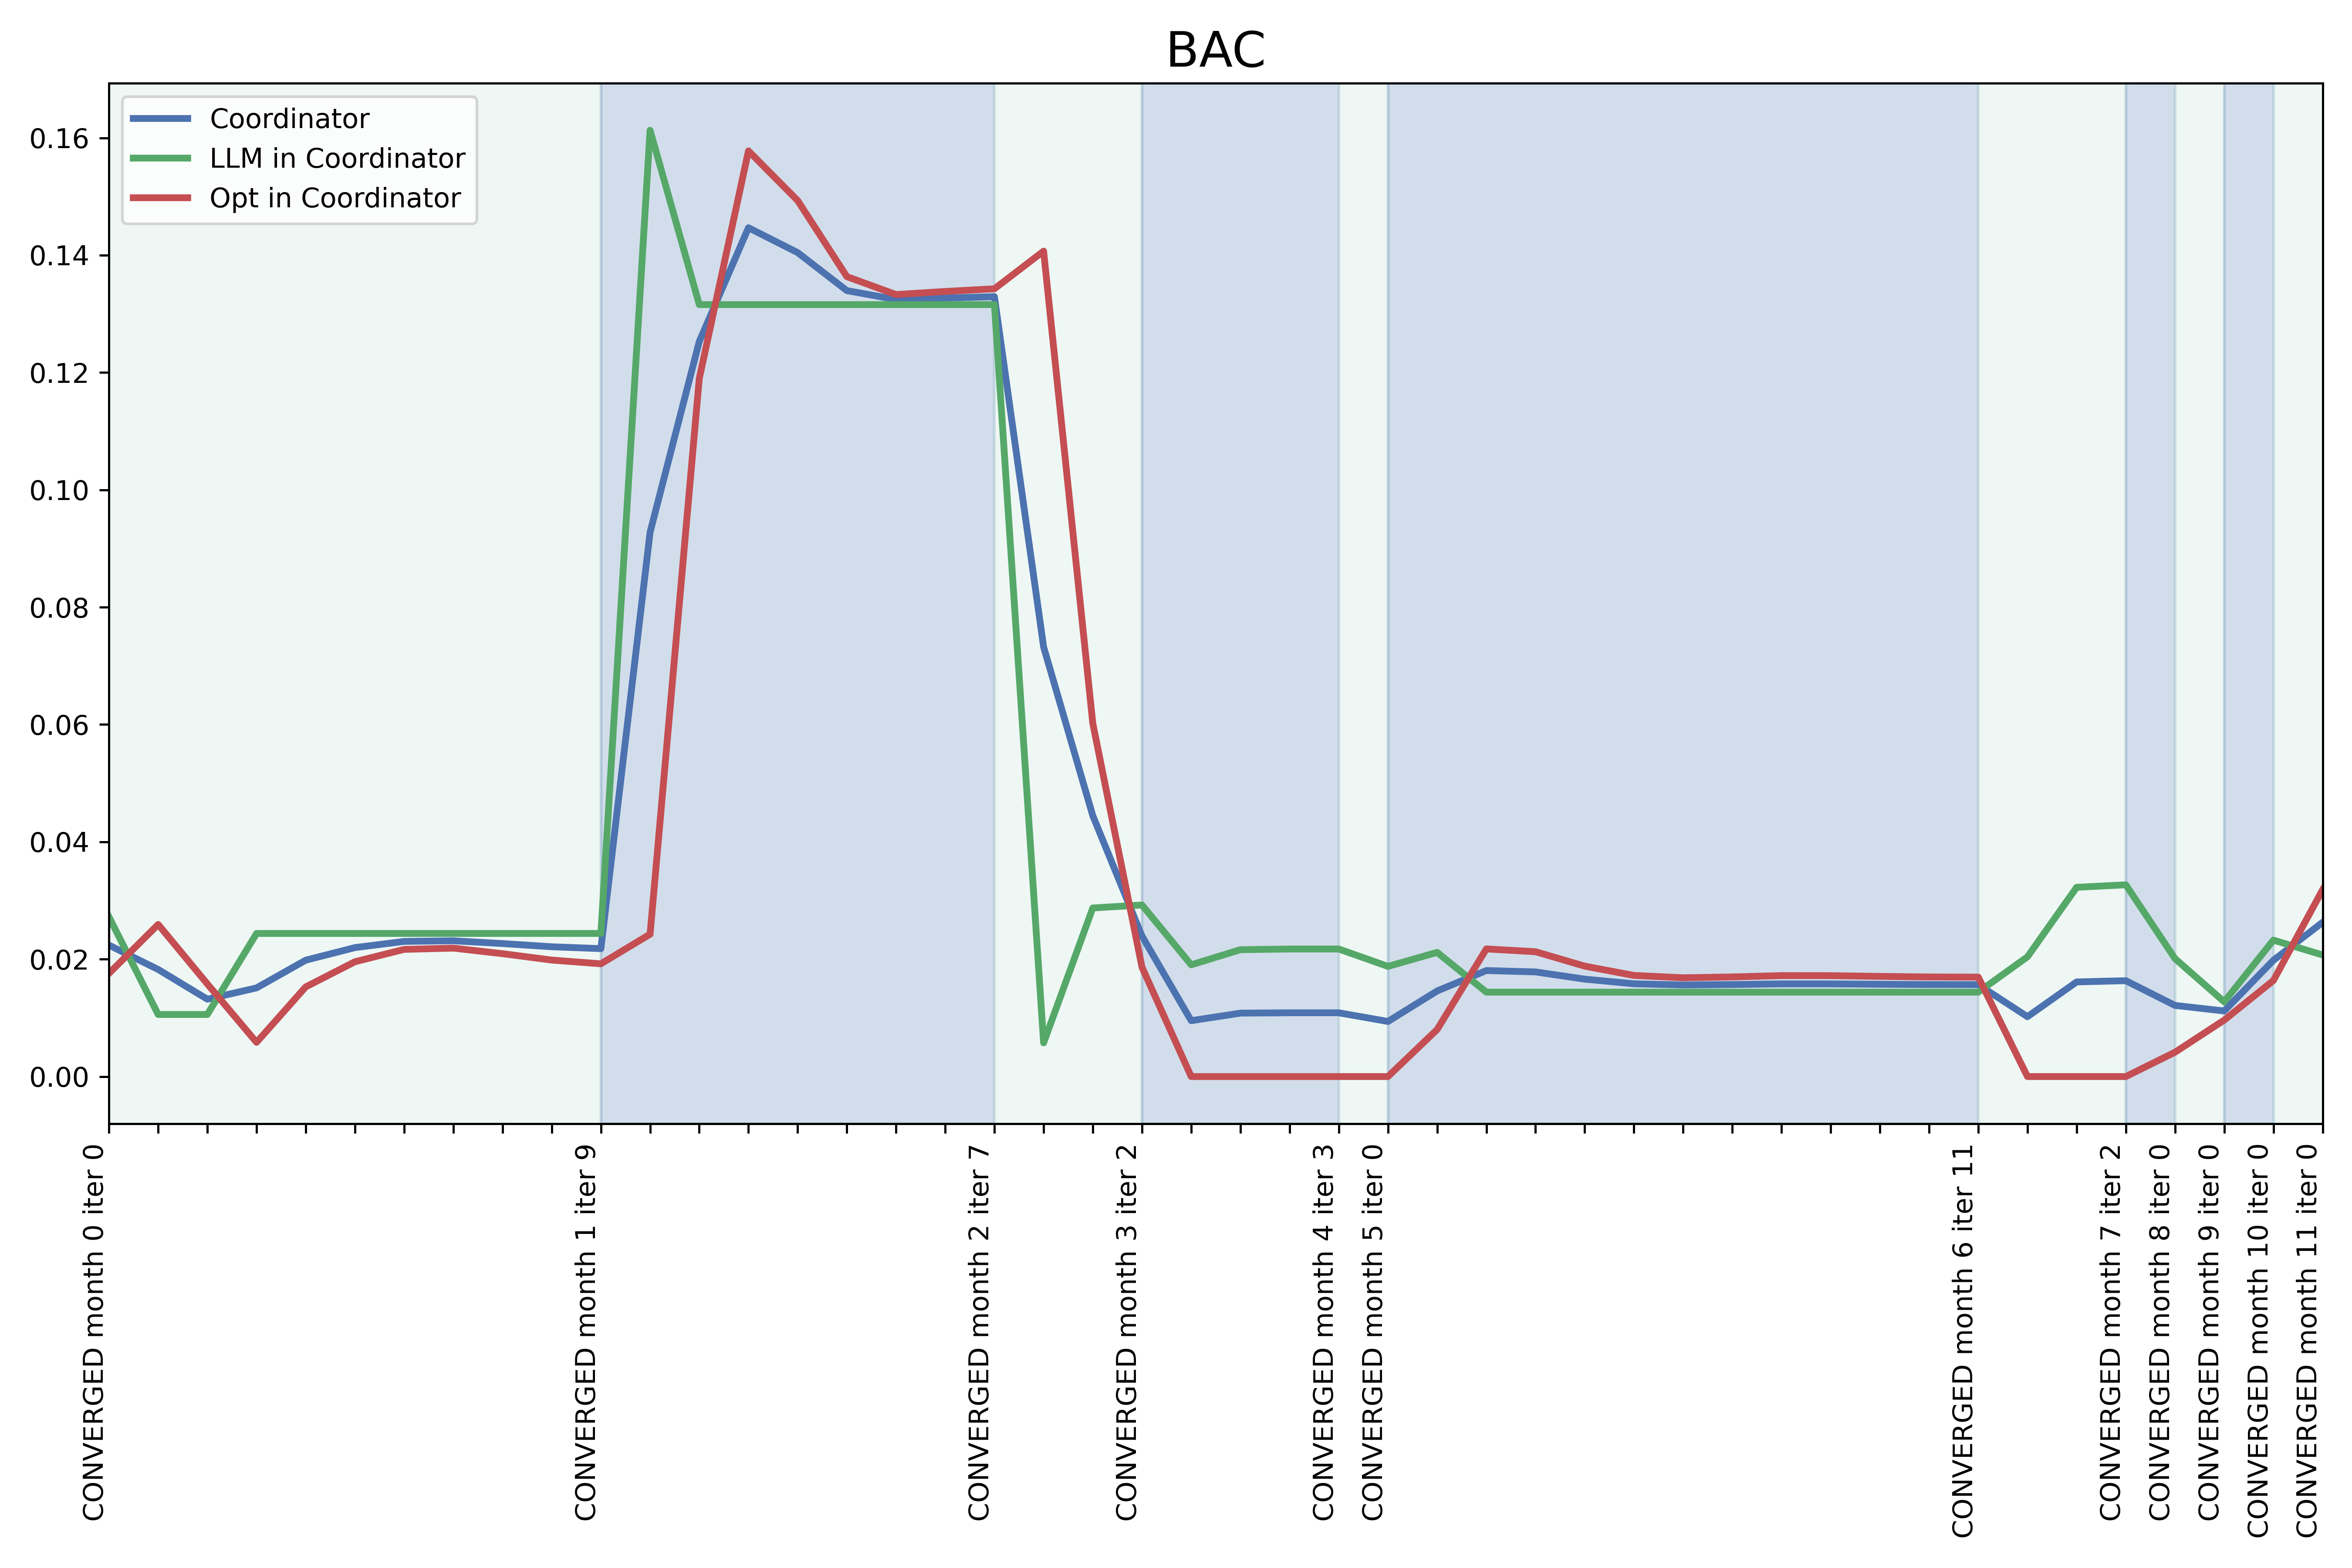 BAC
Coordinator
LLM in Coordinator
Opt in Coordinator
0.16
0.14
0.12
0.10
0.08
0.06
0.04
0.02
0.00
CONVERGED month 0 iter 0
CONVERGED month 1 iter 9
CONVERGED month 2 iter 7
CONVERGED month 3 iter 2
CONVERGED month 4 iter 3
CONVERGED month 5 iter 0
CONVERGED month 6 iter 11
CONVERGED month 7 iter 2
CONVERGED month 8 iter 0
CONVERGED month 9 iter 0
CONVERGED month 10 iter 0
CONVERGED month 11 iter 0